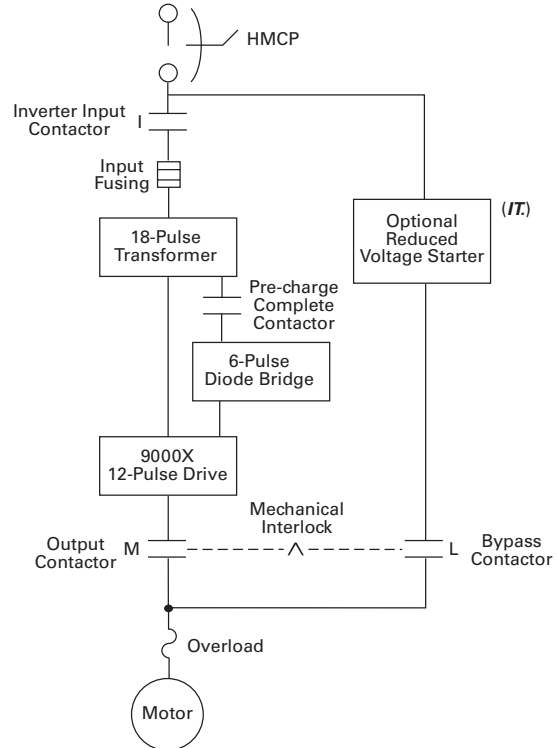 HMCP
Inverter Input
Contactor
I
Input
Fusing
18-Pulse
Transformer
Optional
Reduced
Voltage Starter
(IT.)
Pre-charge
Complete
Contactor
6-Pulse
Diode Bridge
9000X
12-Pulse Drive
Mechanical
Interlock
Output
Contactor
M
L
Bypass
Contactor
Overload
Motor